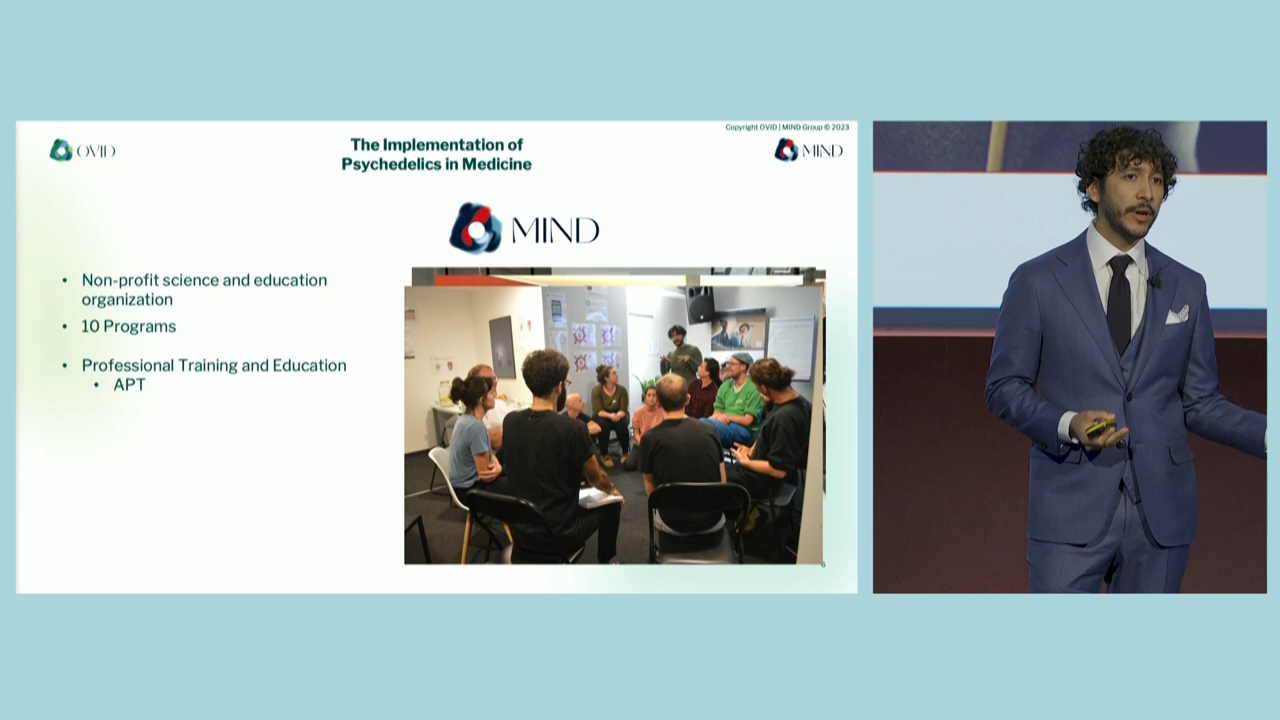 Copyright OVID | MIND Group © 2023
OVID
The Implementation of
Psychedelics in Medicine
MIND
MIND
• Non-profit science and education
organization
• 10 Programs
• Professional Training and Education
• APT
6